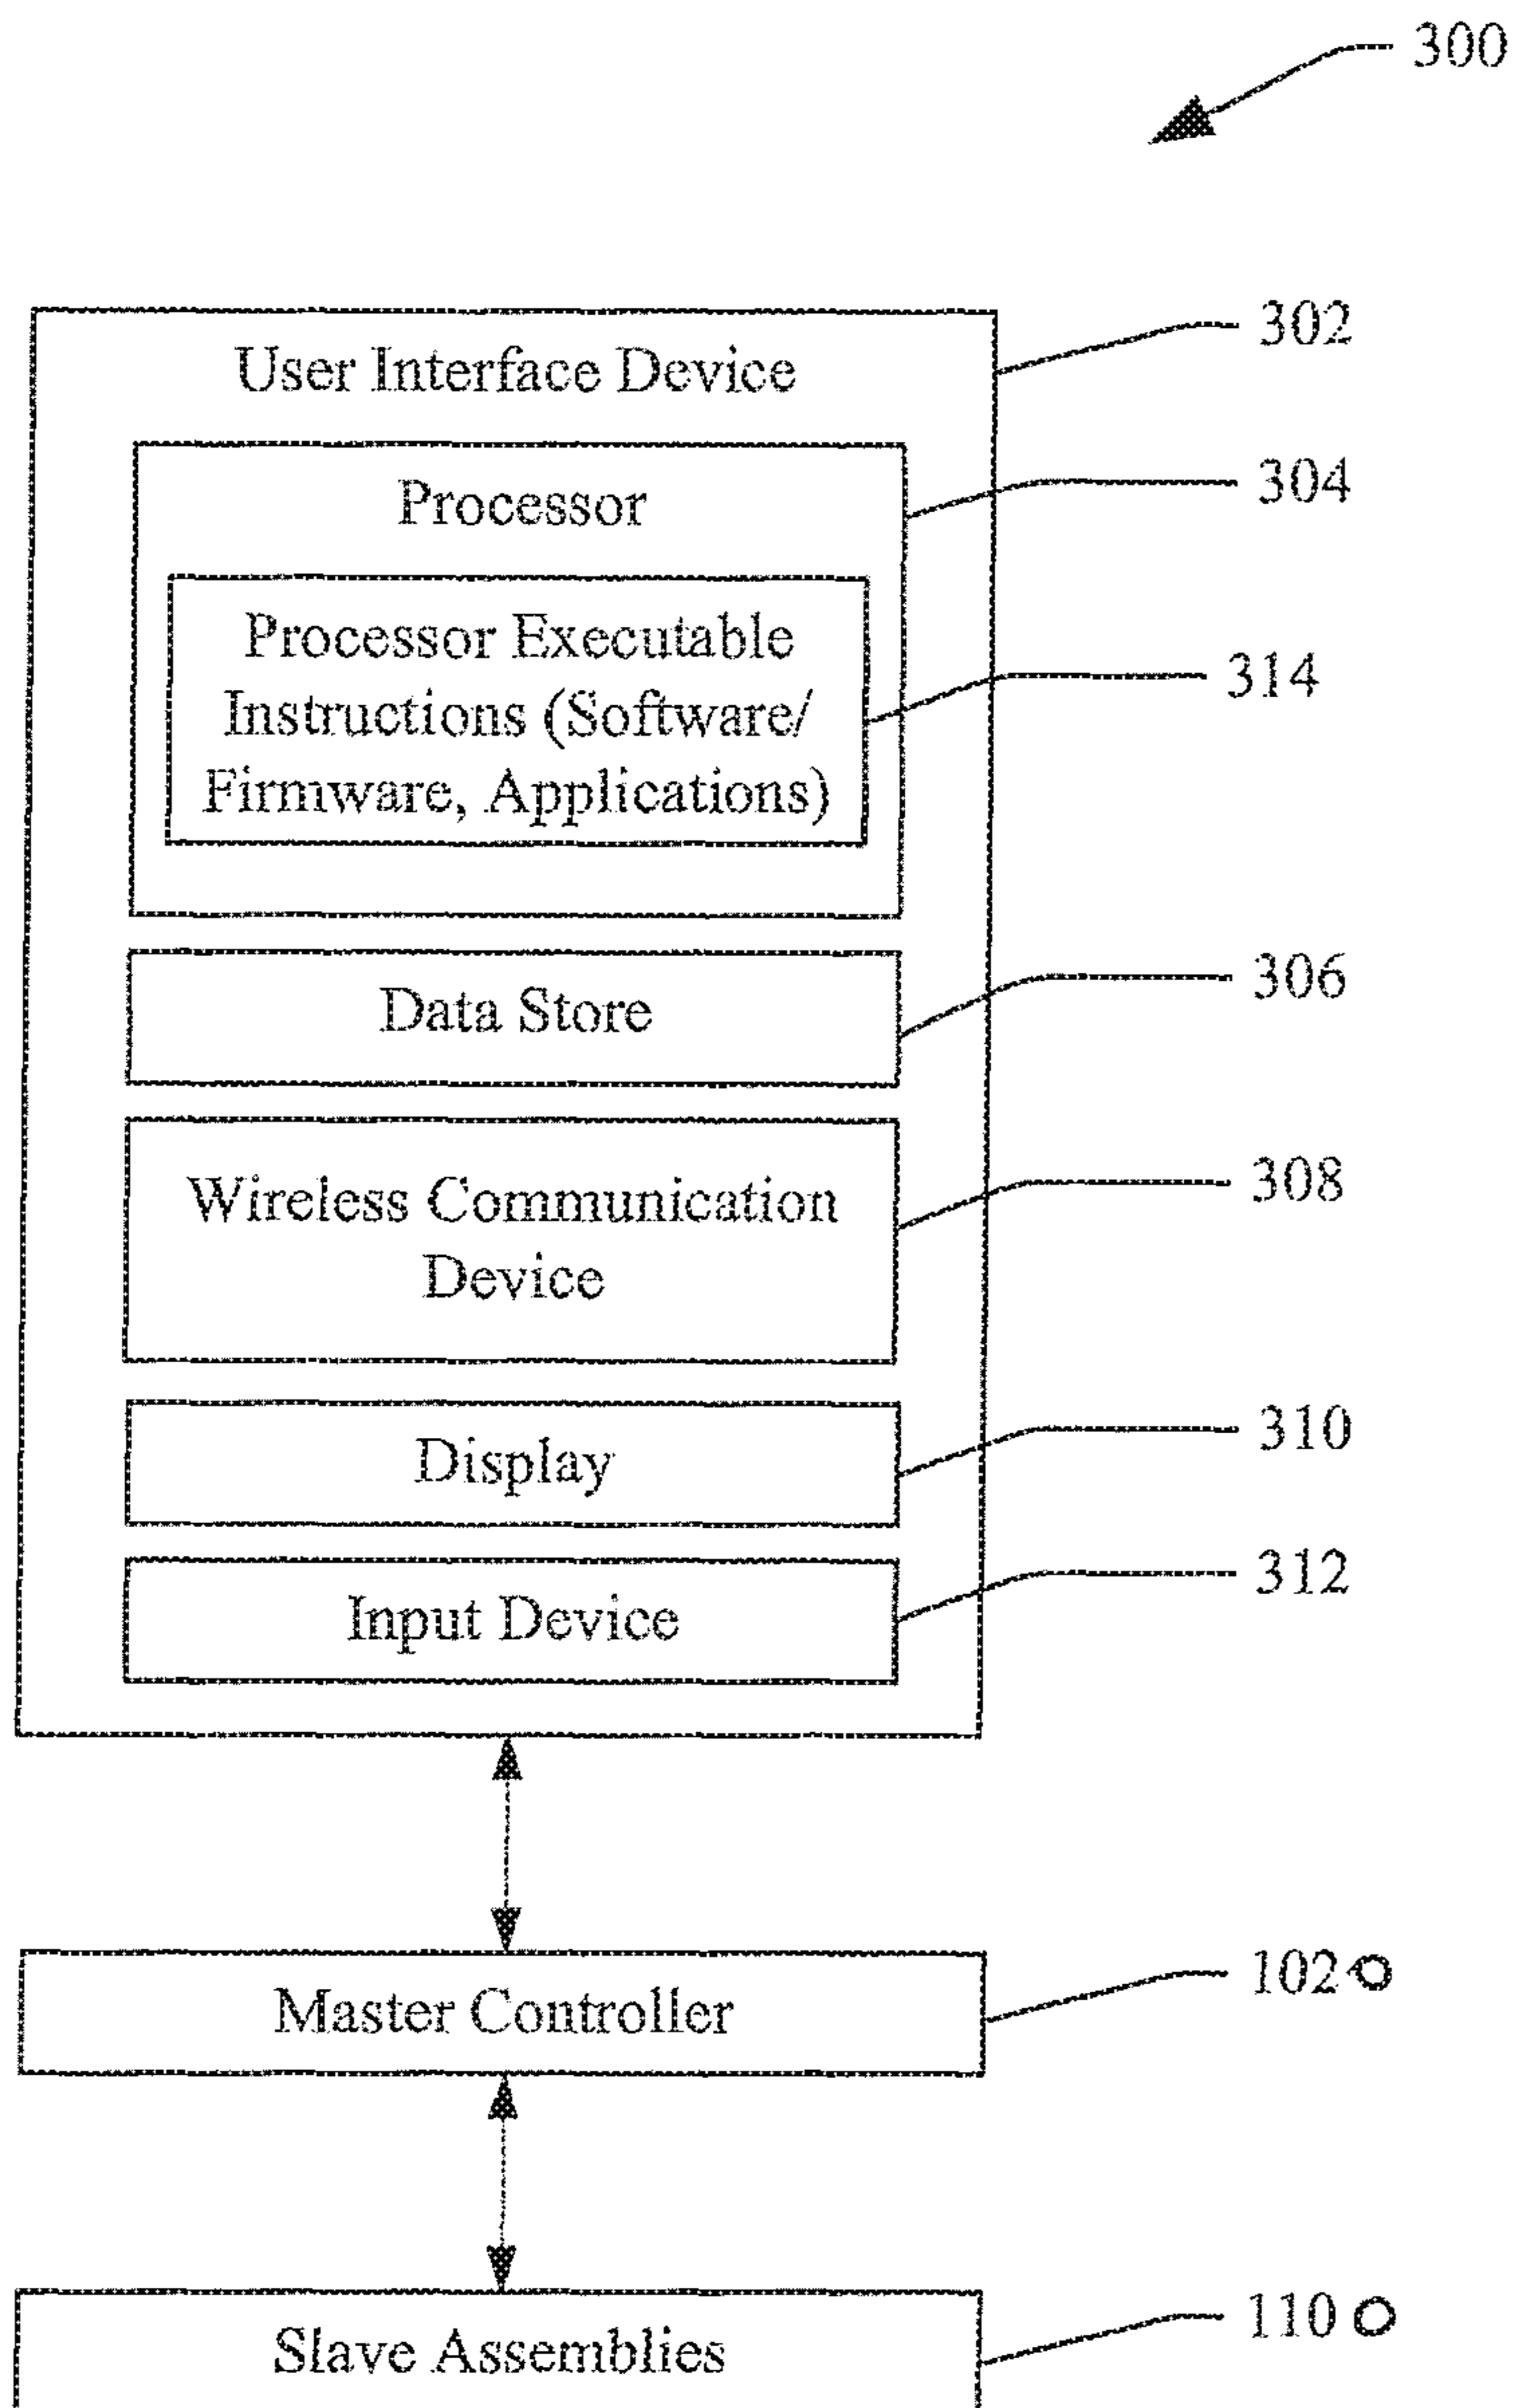 300
302
User Interface Device
304
Processor
Processor Executable
Instructions (Software/
Firmware, Applications)
314
306
Data Store
308
Wireless Communication
Device
310
Display
312
Input Device
102
Master Controller
110
Slave Assemblies